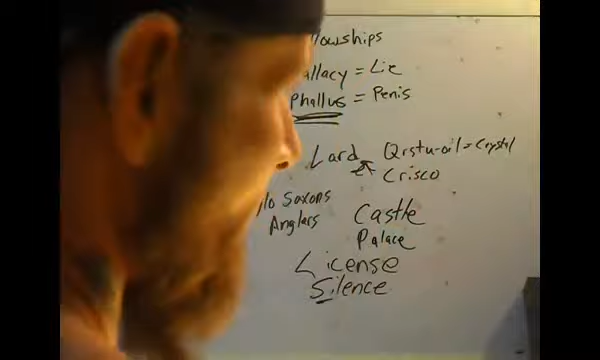 llowships
allacy = Lie
Phallus = Penis
Lard Qrstu-oil = Crystal
Crisco
lo Saxons
Anglers
Castle
Palace
License
Silence